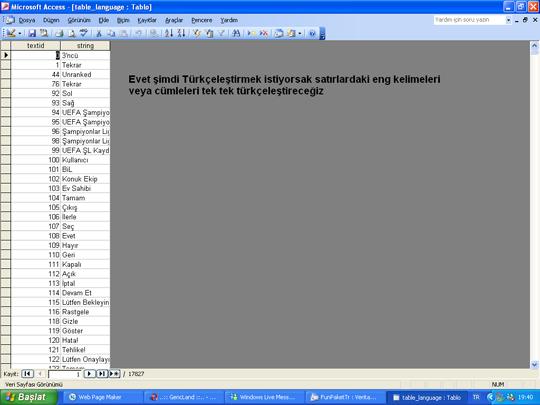 Microsoft Access - [table_language : Tablo]
Dosya Düzen Görünüm Ekle Biçim Kayıtlar Araçlar Pencere Yardım
Yardım için soru yazın
textid string
3'ncü
1 Tekrar
44 Unranked
76 Tekrar
92 Sol
93 Sağ
94 UEFA Şampiyo
95 UEFA Şampiyo
96 Şampiyonlar Lig
98 Şampiyonlar Lig
99 UEFA ŞL Kayd
100 Kullanıcı
101 BiL
102 Konuk Ekip
103 Ev Sahibi
104 Tamam
105 Çıkış
106 İlerle
107 Seç
108 Evet
109 Hayır
110 Geri
111 Kapalı
112 Açık
113 İptal
114 Devam Et
115 Lütfen Bekleyin
116 Rastgele
118 Gizle
119 Göster
120 Hata!
121 Tehlike!
122 Lütfen Onaylayı
Evet şimdi Türkçeleştirmek istiyorsak satırlardaki eng kelimeleri
veya cümleleri tek tek türkçeleştireceğiz
Kayıt: 1 / 17827
Veri Sayfası Görünümü NUM
Başlat Web Page Maker ..:: GencLand ::.. - ... Windows Live Mess... FunPaketTr : Verita... table_language : Tablo TR 19:40